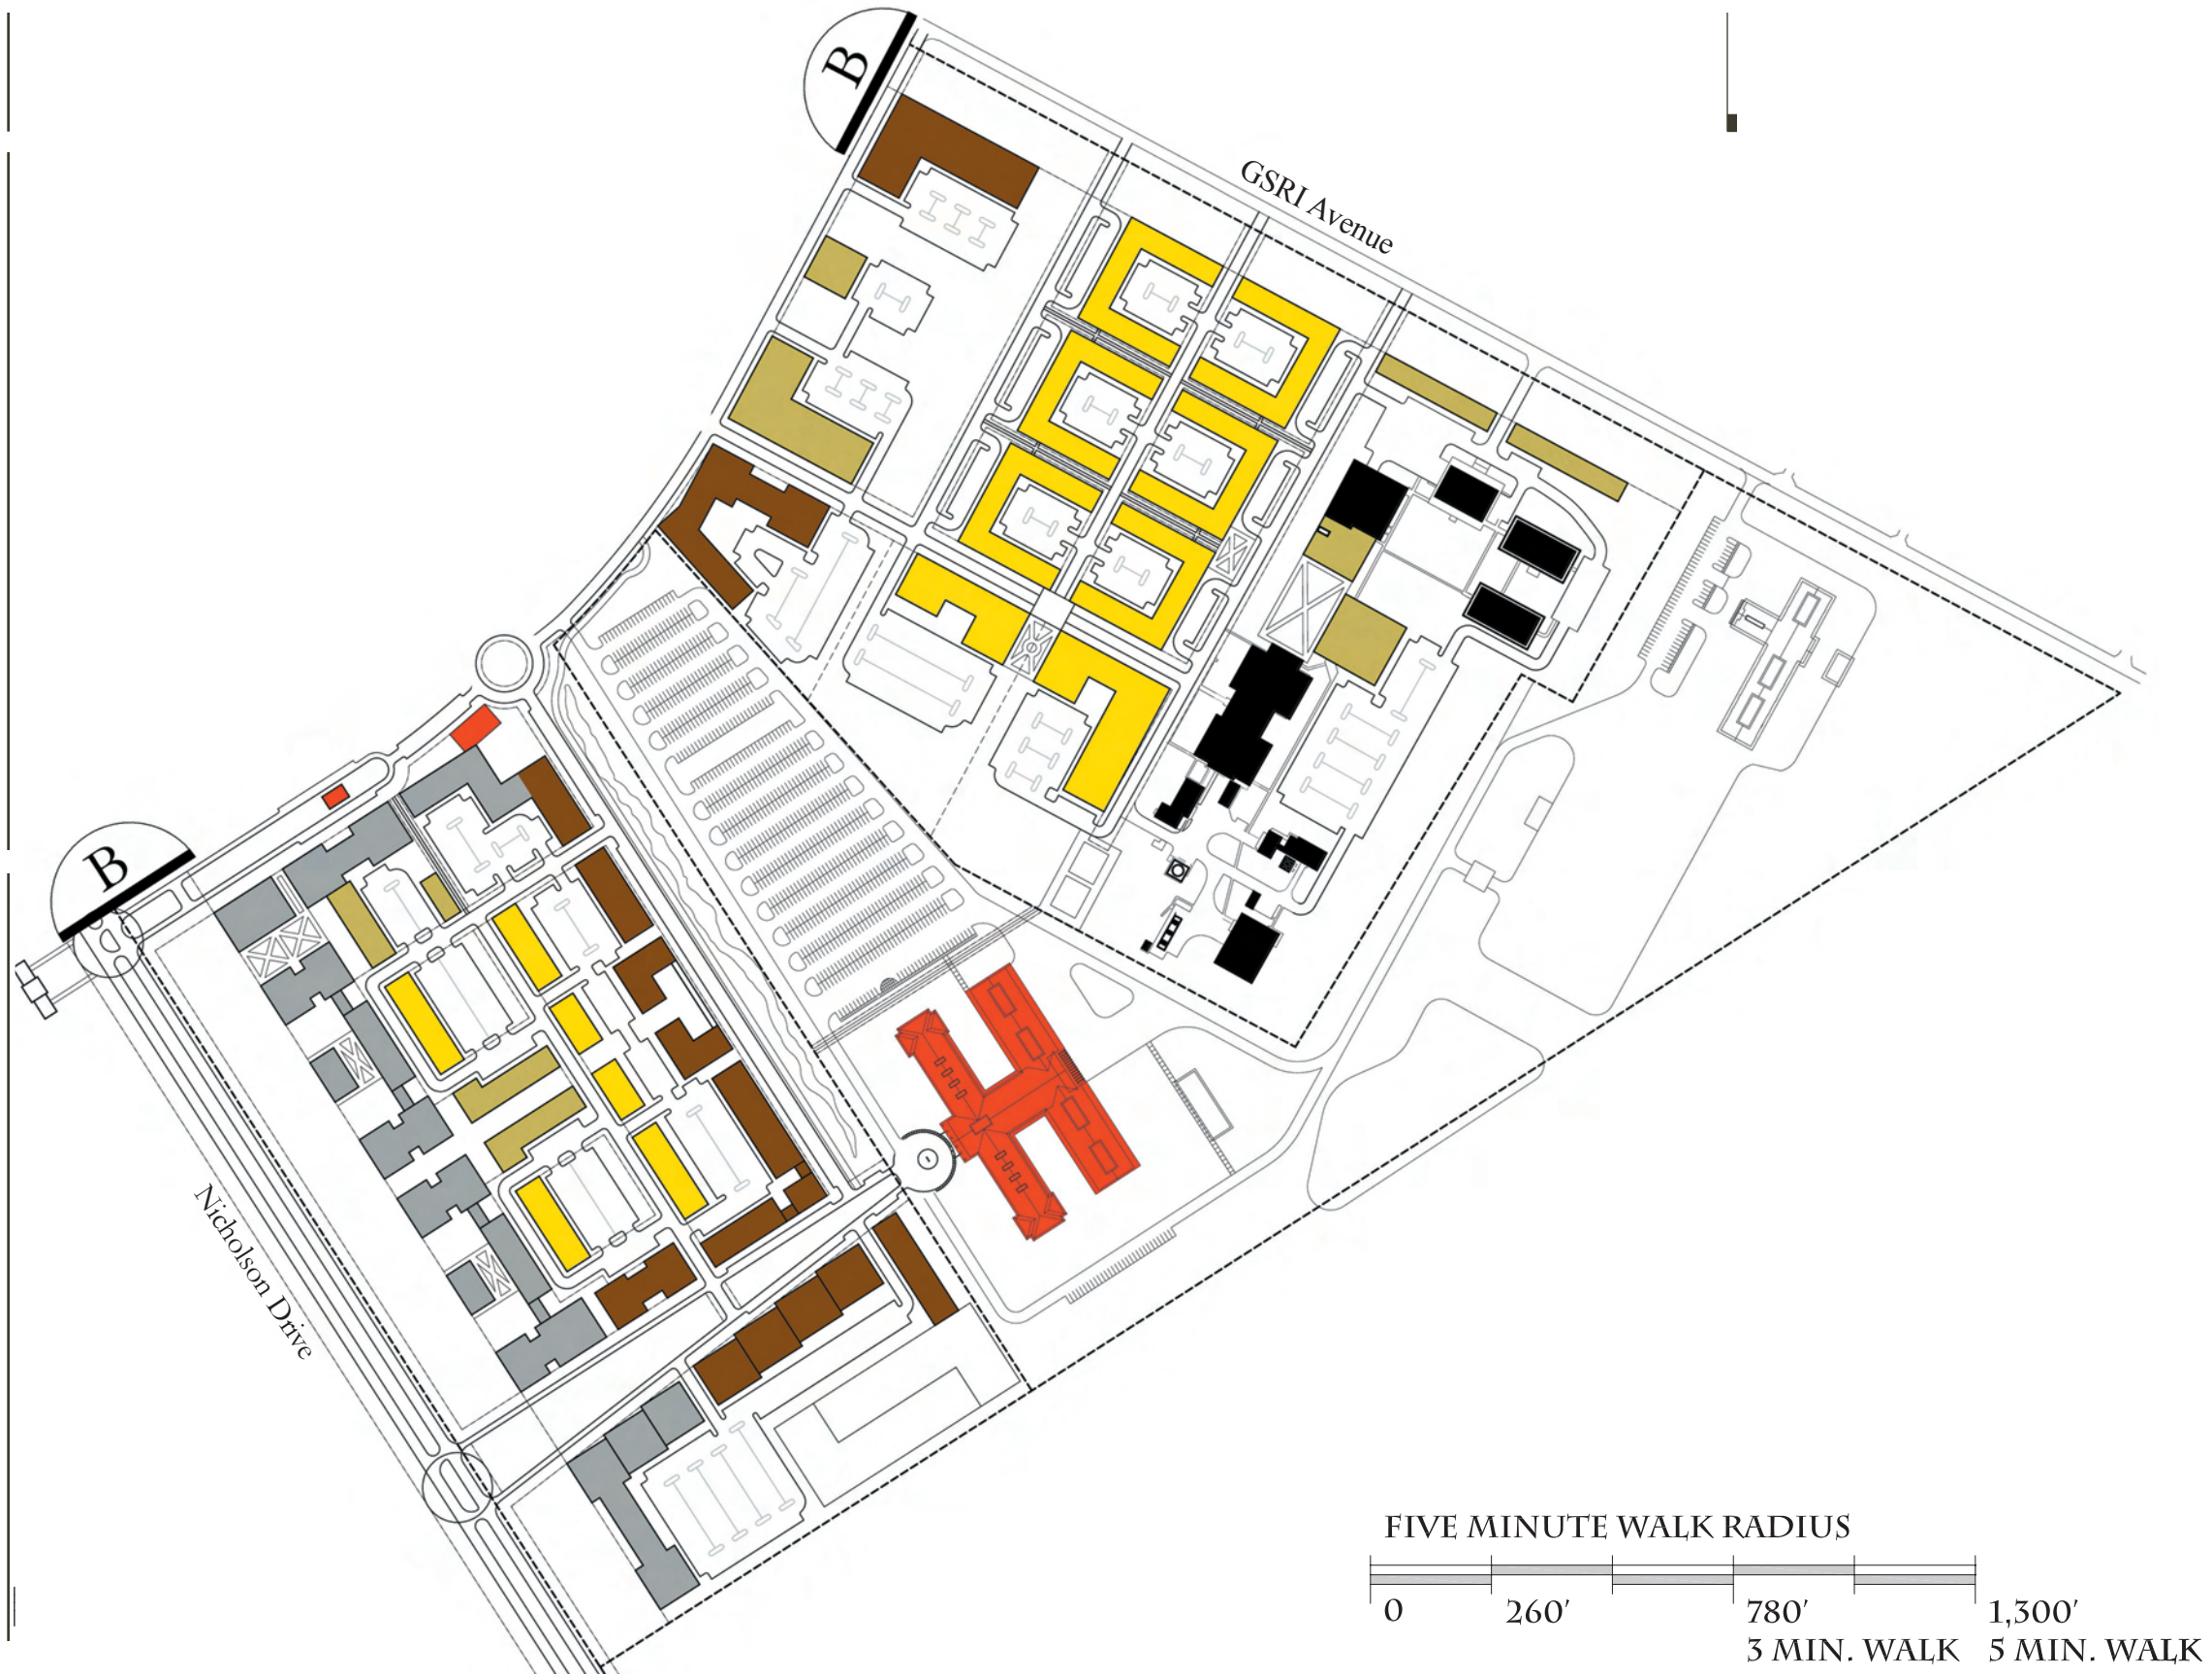 B
GSRI Avenue
B
Nicholson Drive
FIVE MINUTE WALK RADIUS
0 260' 780' 1,300'
3 MIN. WALK 5 MIN. WALK